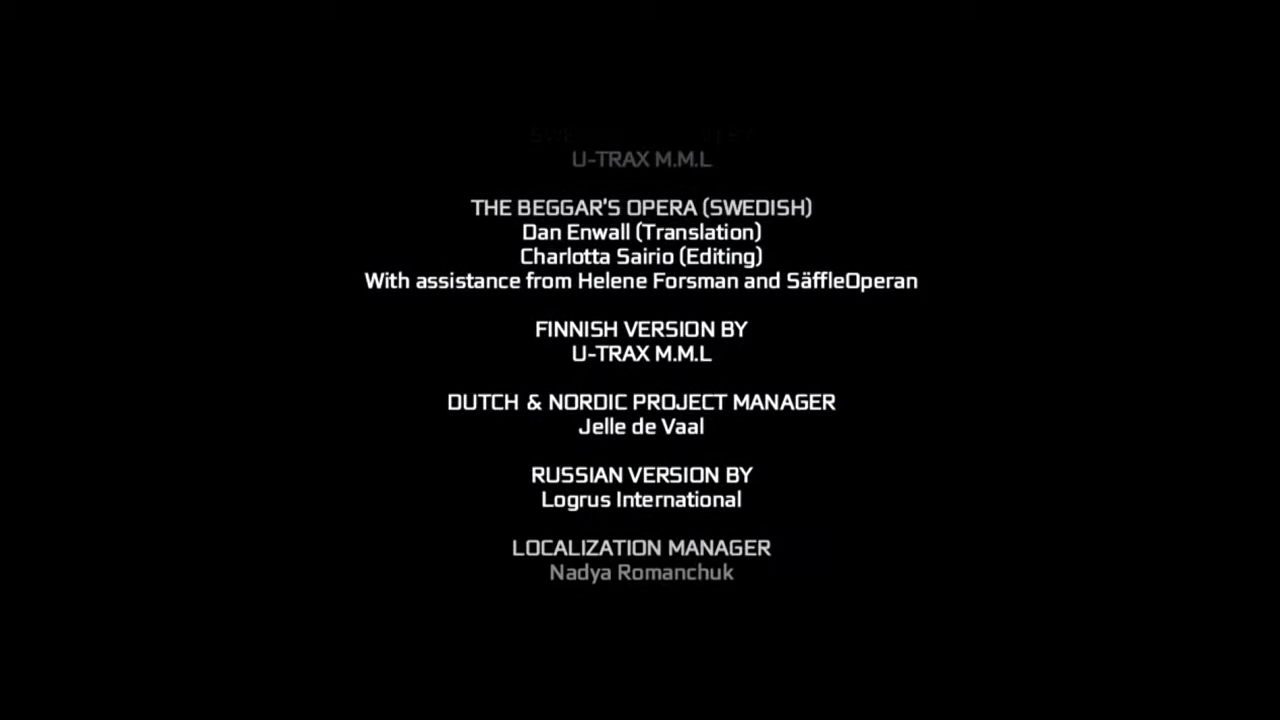 U-TRAX M.M.L
THE BEGGAR'S OPERA (SWEDISH)
Dan Enwall (Translation)
Charlotta Sairio (Editing)
With assistance from Helene Forsman and SäffleOperan
FINNISH VERSION BY
U-TRAX M.M.L
DUTCH & NORDIC PROJECT MANAGER
Jelle de Vaal
RUSSIAN VERSION BY
Logrus International
LOCALIZATION MANAGER
Nadya Romanchuk